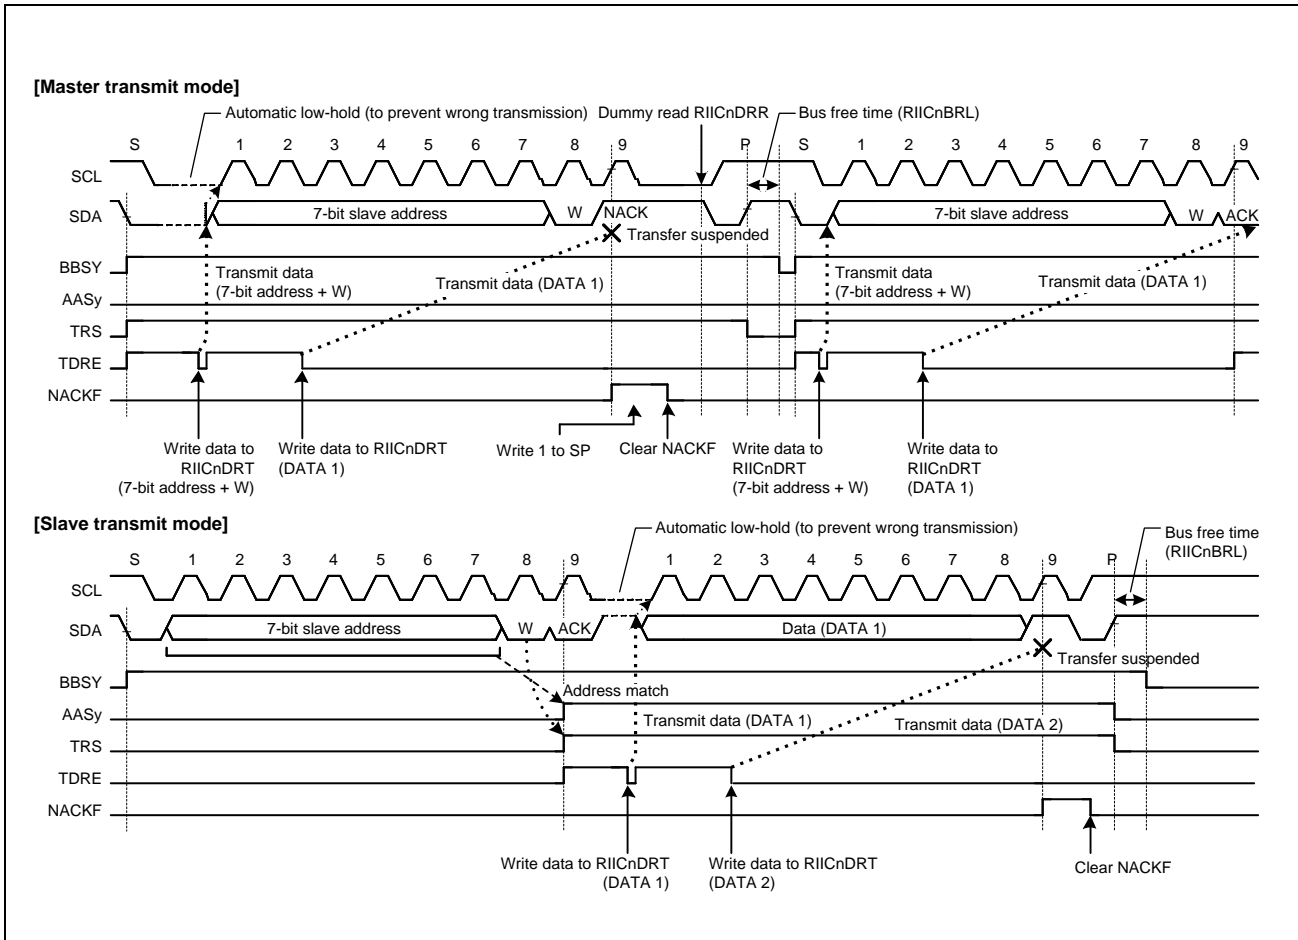 [Master transmit mode]
Automatic low-hold (to prevent wrong transmission)
Dummy read RIICnDRR
Bus free time (RIICnBRL)
S 1 2 3 4 5 6 7 8 9 P S 1 2 3 4 5 6 7 8 9
SCL
SDA 7-bit slave address W NACK 7-bit slave address W ACK
Transfer suspended
BBSY
Transmit data
(7-bit address + W)
Transmit data (DATA 1)
Transmit data
(7-bit address + W)
Transmit data (DATA 1)
AASy
TRS
TDRE
NACKF
Write data to
RIICnDRT
(7-bit address + W)
Write data to RIICnDRT
(DATA 1)
Write 1 to SP
Clear NACKF
Write data to
RIICnDRT
(7-bit address + W)
Write data to
RIICnDRT
(DATA 1)
[Slave transmit mode]
Automatic low-hold (to prevent wrong transmission)
Bus free time
(RIICnBRL)
S 1 2 3 4 5 6 7 8 9 1 2 3 4 5 6 7 8 9 P
SCL
SDA 7-bit slave address W ACK Data (DATA 1)
Transfer suspended
BBSY
Address match
AASy
Transmit data (DATA 1)
Transmit data (DATA 2)
TRS
TDRE
NACKF
Write data to RIICnDRT
(DATA 1)
Write data to RIICnDRT
(DATA 2)
Clear NACKF